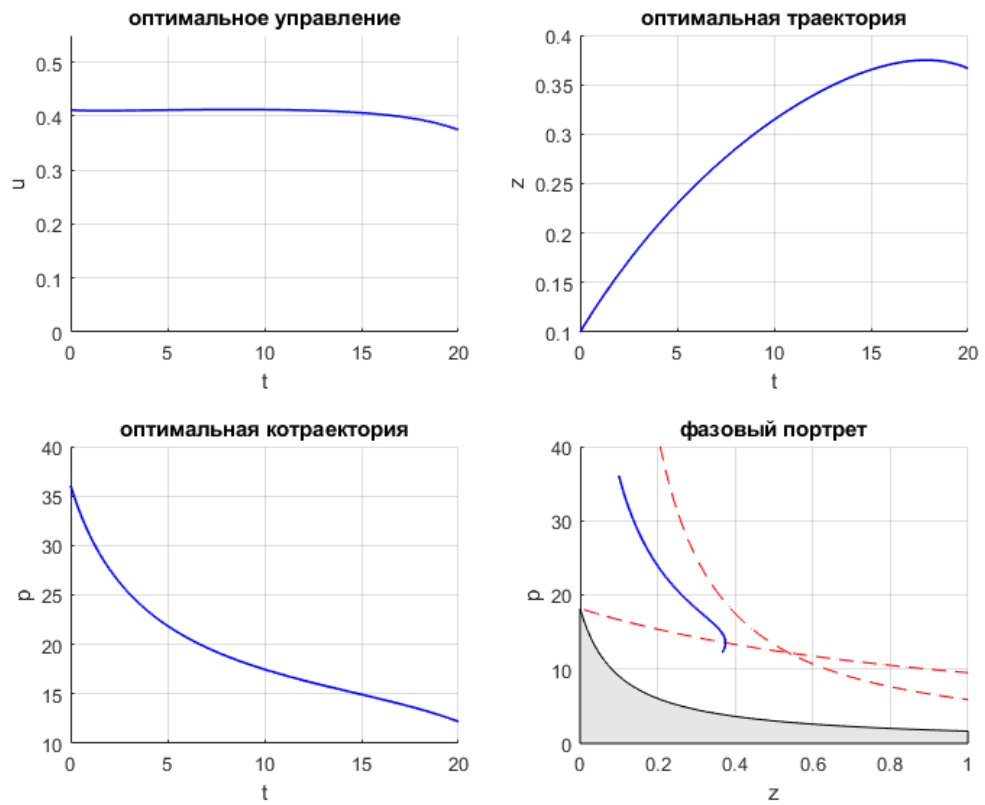 оптимальное управление
0.5
0.4
0.3
0.2
0.1
0
u
0 5 10 15 20
t
оптимальная траектория
0.4
0.35
0.3
0.25
0.2
0.15
0.1
z
0 5 10 15 20
t
оптимальная котраектория
40
35
30
25
20
15
10
p
0 5 10 15 20
t
фазовый портрет
40
30
20
10
0
p
0 0.2 0.4 0.6 0.8 1
z